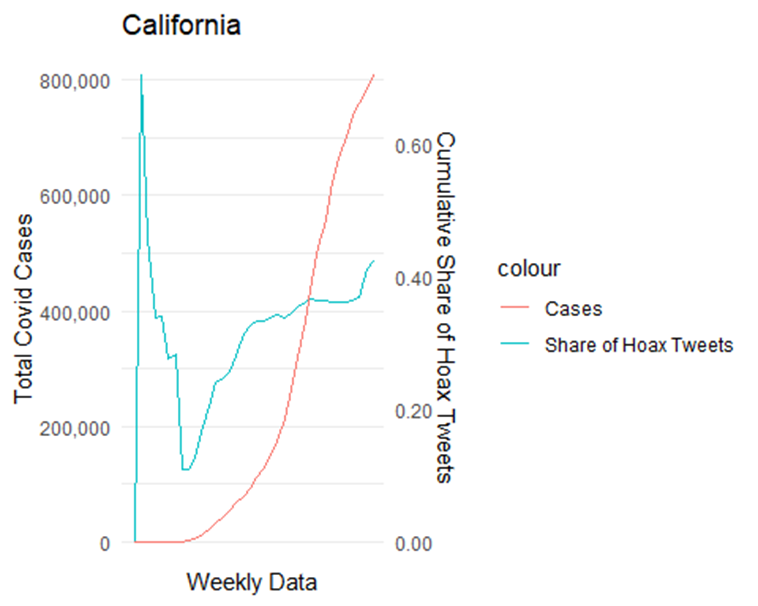 California
800,000
600,000
400,000
200,000
0
Total Covid Cases
0.60
0.40
0.20
0.00
Cumulative Share of Hoax Tweets
Weekly Data
colour
Cases
Share of Hoax Tweets